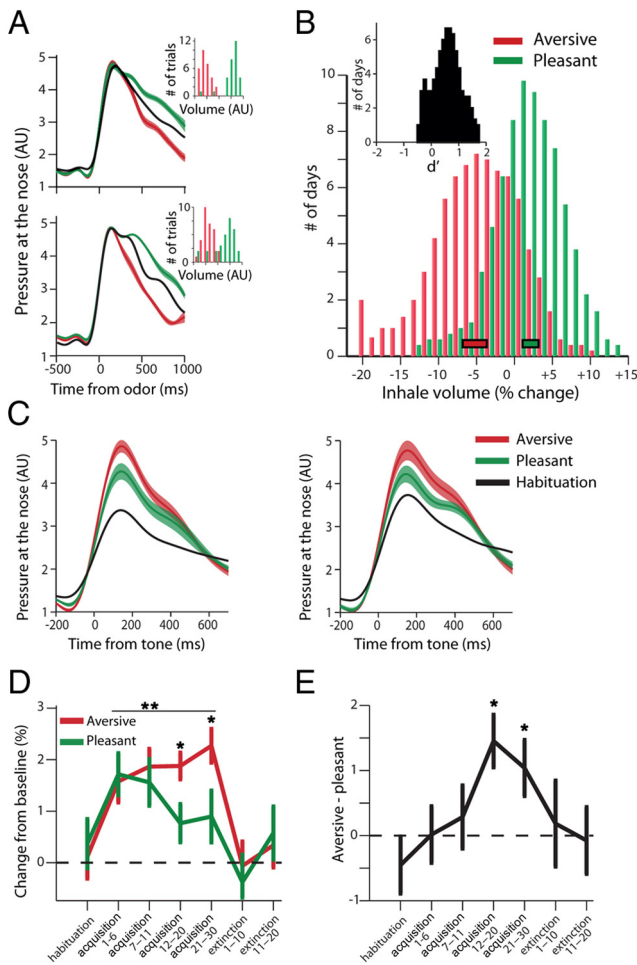 A
Pressure at the nose (AU)
5
4
3
2
1
# of trials
12
6
0
Volume (AU)
5
4
3
2
1
# of trials
10
0
Volume (AU)
-500
0
500
1000
Time from odor (ms)
B
Aversive
Pleasant
# of days
6
4
2
0
-2
-1
0
1
2
d'
# of days
10
8
6
4
2
0
-20
-15
-10
-5
0
+5
+10
+15
Inhale volume (% change)
C
Pressure at the nose (AU)
5
4
3
2
1
-200
0
200
400
600
Time from tone (ms)
Pressure at the nose (AU)
5
4
3
2
1
-200
0
200
400
600
Time from tone (ms)
Aversive
Pleasant
Habituation
D
Change from baseline (%)
3
2
1
0
Aversive
Pleasant
**
*
*
habituation
acquisition
1-6
acquisition
7-11
acquisition
12-20
acquisition
21-30
extinction
1-10
extinction
11-20
E
Aversive - pleasant
2
1
0
-1
*
*
habituation
acquisition
1-6
acquisition
7-11
acquisition
12-20
acquisition
21-30
extinction
1-10
extinction
11-20